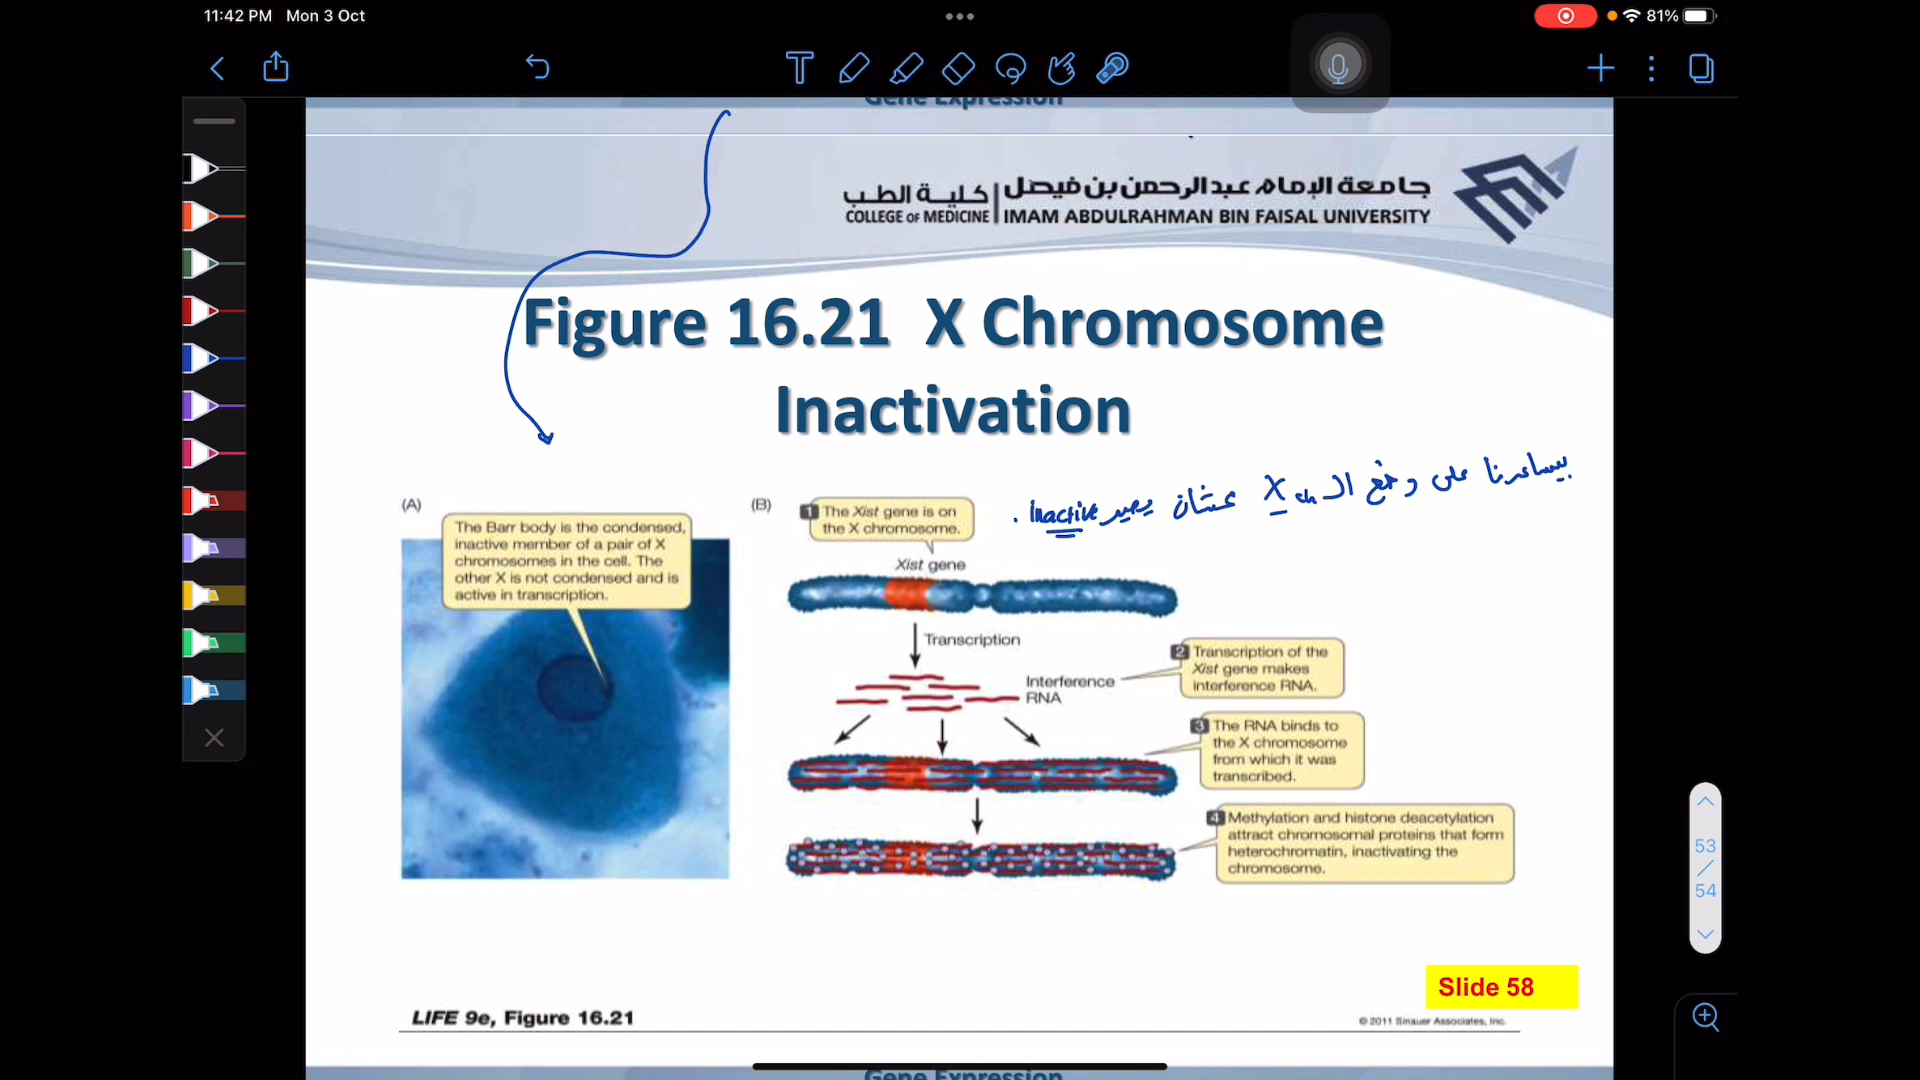 11:42 PM Mon 3 Oct
81%
Gene Expression
جامعة الإمام عبدالرحمن بن فيصل | كلية الطب
COLLEGE OF MEDICINE | IMAM ABDULRAHMAN BIN FAISAL UNIVERSITY
Figure 16.21 X Chromosome
Inactivation
بيساعدنا على وضع الـ X ch عشان يصير Inactive .
(A)
The Barr body is the condensed,
inactive member of a pair of X
chromosomes in the cell. The
other X is not condensed and is
active in transcription.
(B)
1 The Xist gene is on
the X chromosome.
Xist gene
Transcription
Interference
RNA
2 Transcription of the
Xist gene makes
interference RNA.
3 The RNA binds to
the X chromosome
from which it was
transcribed.
4 Methylation and histone deacetylation
attract chromosomal proteins that form
heterochromatin, inactivating the
chromosome.
53
54
Slide 58
LIFE 9e, Figure 16.21
© 2011 Sinauer Associates, Inc.
Gene Expression